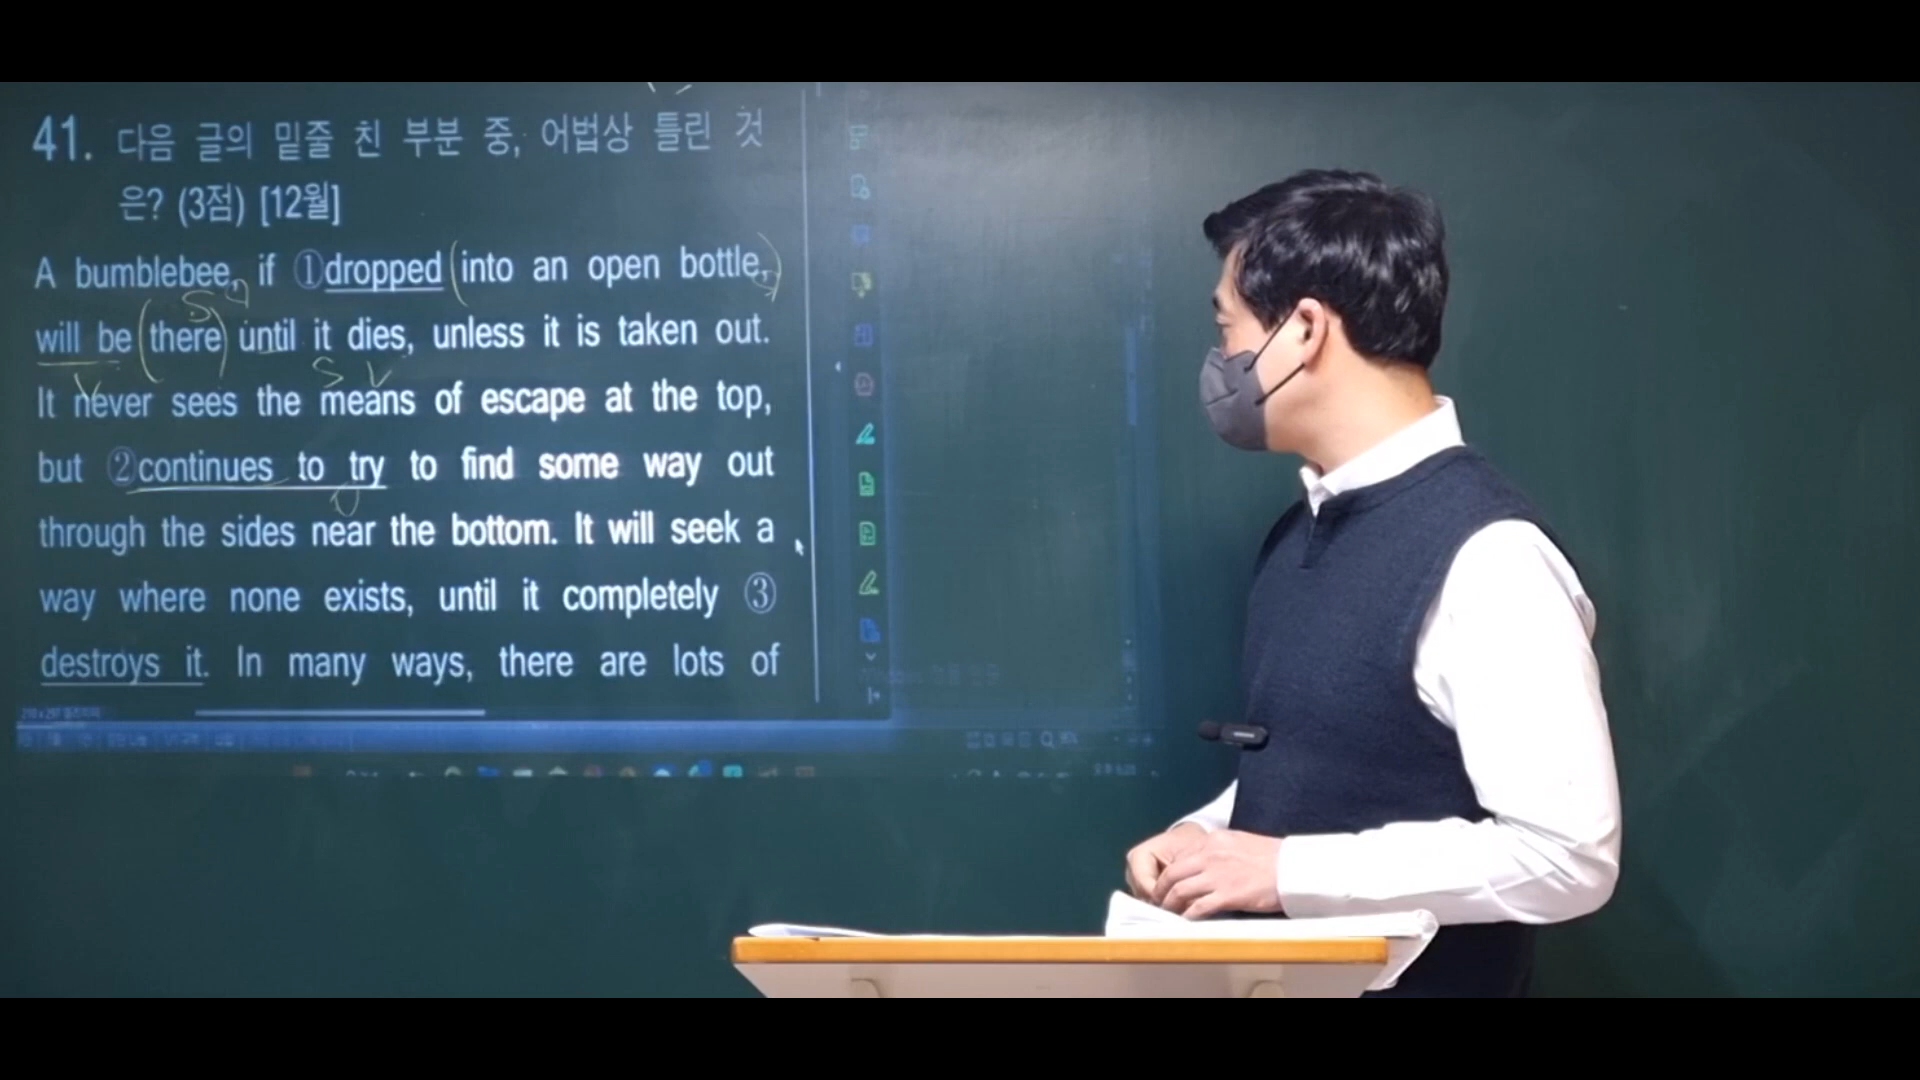 41. 다음 글의 밑줄 친 부분 중, 어법상 틀린 것
은? (3점) [12월]
A bumblebee, if ①dropped (into an open bottle,)
S
will be (there) until it dies, unless it is taken out.
V S V
It never sees the means of escape at the top,
but ②continues to try to find some way out
through the sides near the bottom. It will seek a
way where none exists, until it completely ③
destroys it. In many ways, there are lots of